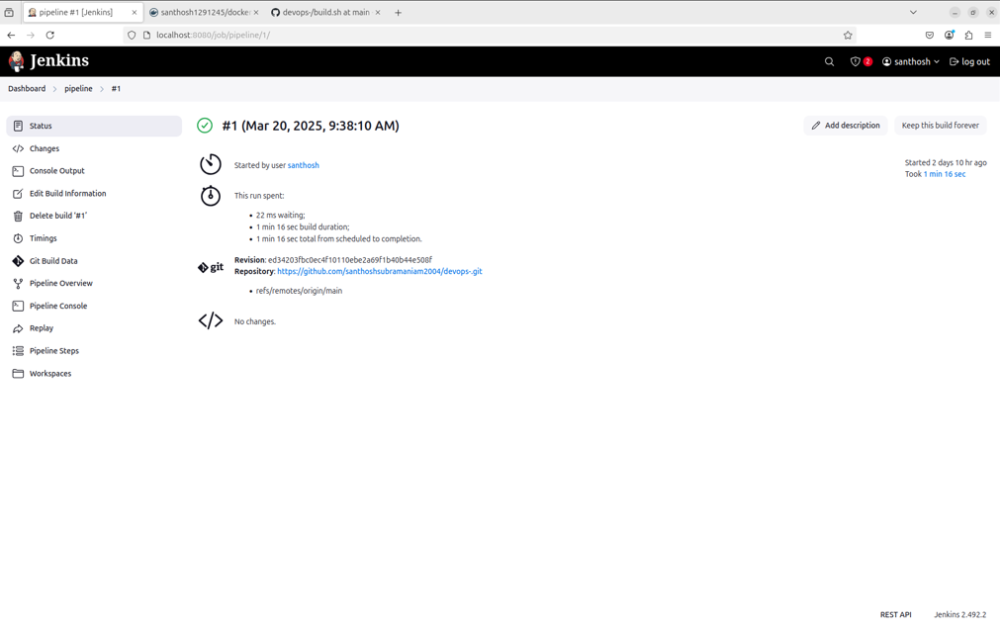 pipeline #1 [Jenkins]
santhosh1291245/docke
devops-/build.sh at main
localhost:8080/job/pipeline/1/
Jenkins
2
santhosh
log out
Dashboard
pipeline
#1
Status
Changes
Console Output
Edit Build Information
Delete build '#1'
Timings
Git Build Data
Pipeline Overview
Pipeline Console
Replay
Pipeline Steps
Workspaces
#1 (Mar 20, 2025, 9:38:10 AM)
Add description
Keep this build forever
Started by user santhosh
Started 2 days 10 hr ago
Took 1 min 16 sec
This run spent:
22 ms waiting;
1 min 16 sec build duration;
1 min 16 sec total from scheduled to completion.
git
Revision: ed34203fbc0ec4f10110ebe2a69f1b40b44e508f
Repository: https://github.com/santhoshsubramaniam2004/devops-.git
refs/remotes/origin/main
No changes.
REST API
Jenkins 2.492.2